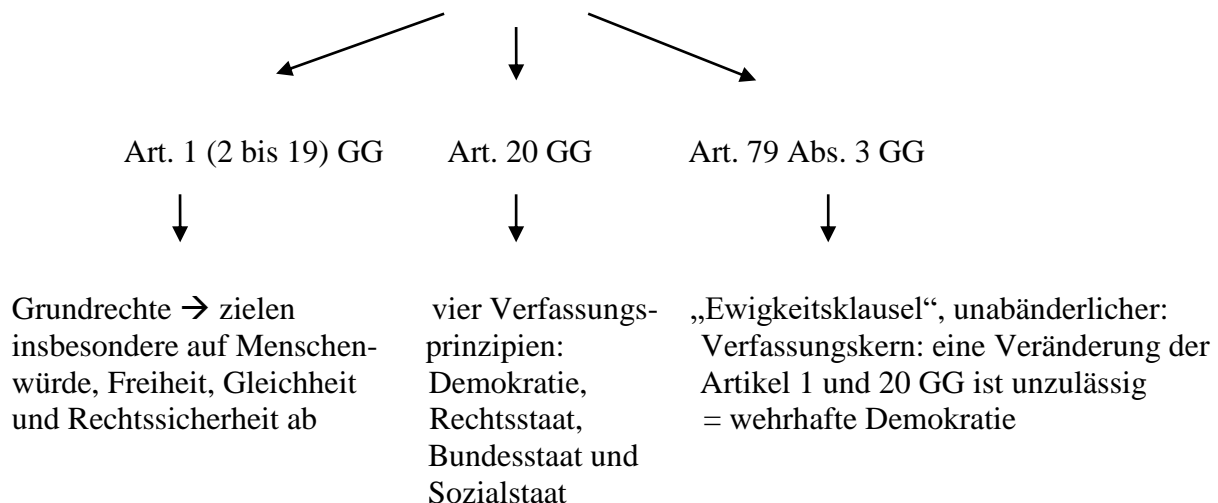 Art. 1 (2 bis 19) GG
Art. 20 GG
Art. 79 Abs. 3 GG
Grundrechte → zielen
insbesondere auf Menschen-
würde, Freiheit, Gleichheit
und Rechtssicherheit ab
vier Verfassungs-
prinzipien:
Demokratie,
Rechtsstaat,
Bundesstaat und
Sozialstaat
„Ewigkeitsklausel“, unabänderlicher:
Verfassungskern: eine Veränderung der
Artikel 1 und 20 GG ist unzulässig
= wehrhafte Demokratie